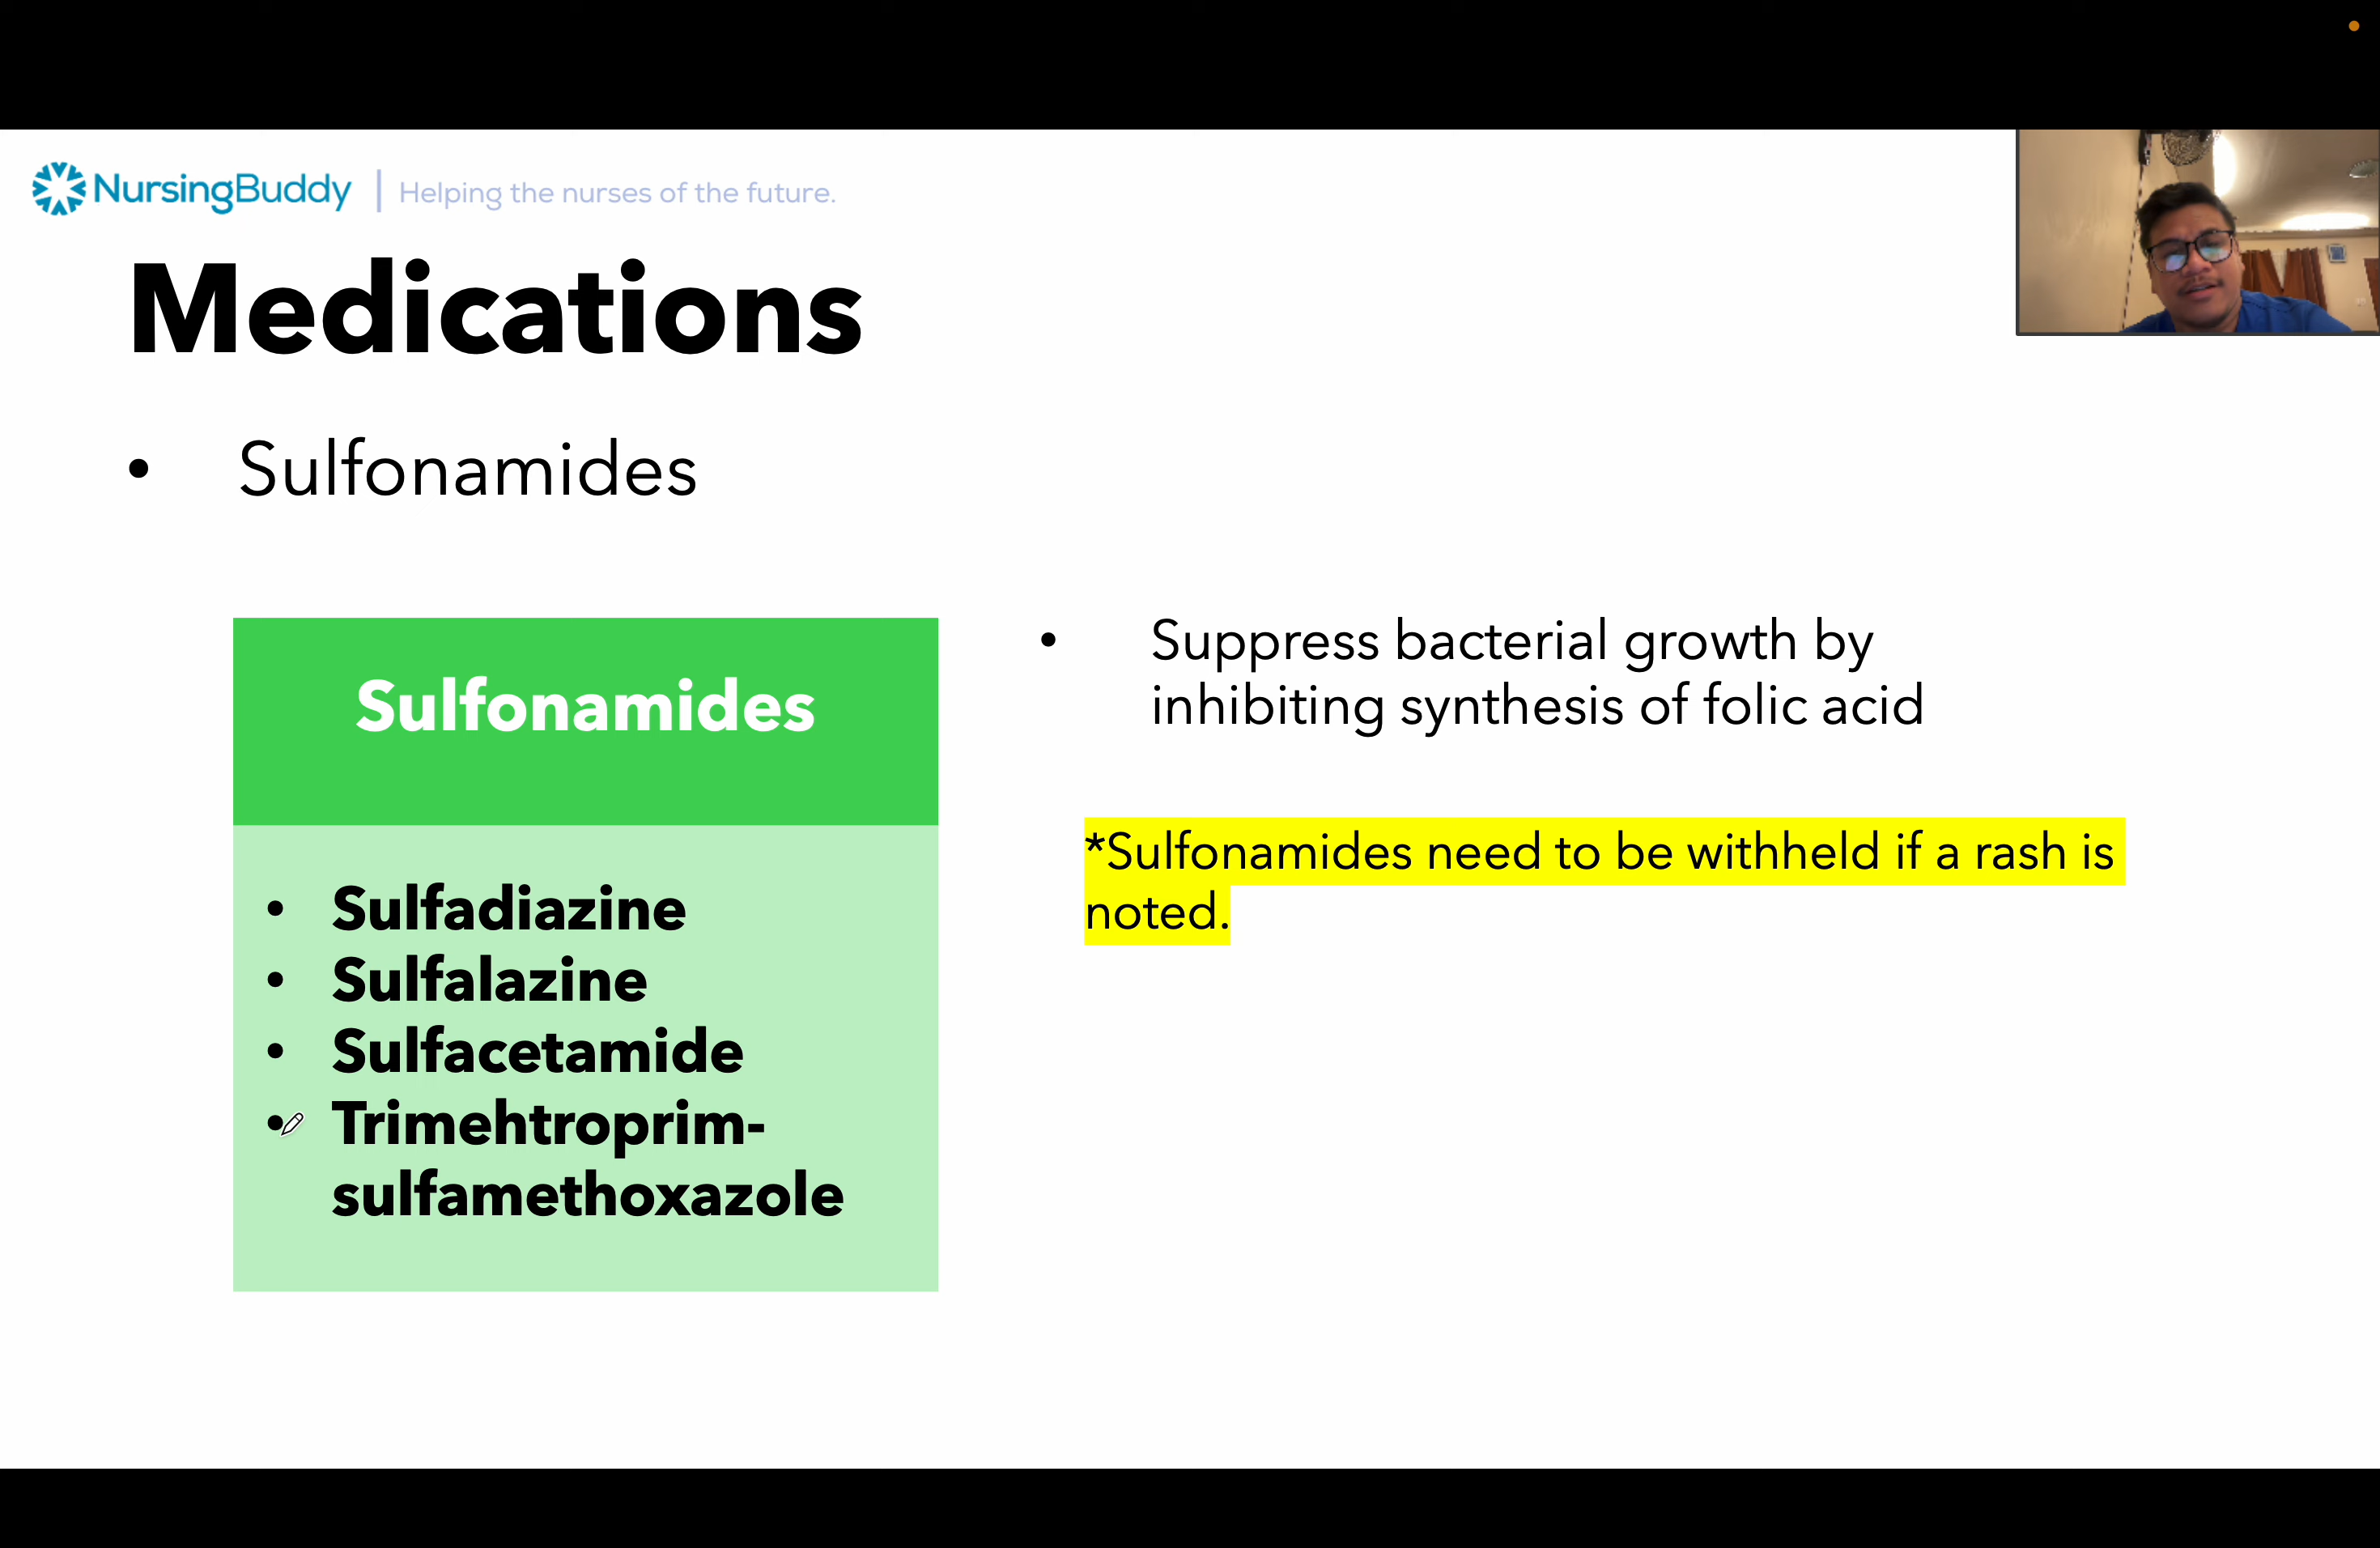 NursingBuddy | Helping the nurses of the future.
Medications
• Sulfonamides
Sulfonamides
• Sulfadiazine
• Sulfalazine
• Sulfacetamide
• Trimehtroprim-
sulfamethoxazole
• Suppress bacterial growth by
inhibiting synthesis of folic acid
*Sulfonamides need to be withheld if a rash is
noted.